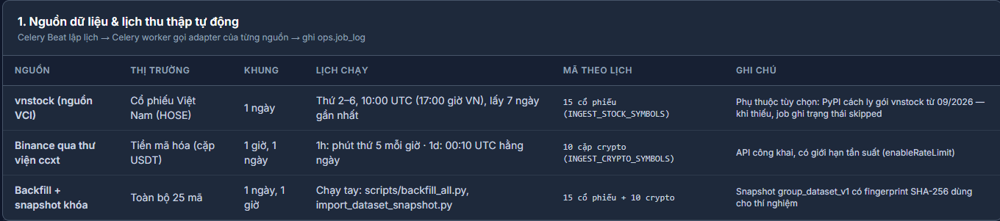 1. Nguồn dữ liệu & lịch thu thập tự động
Celery Beat lập lịch → Celery worker gọi adapter của từng nguồn → ghi ops.job_log
NGUỒN THỊ TRƯỜNG KHUNG LỊCH CHẠY MÃ THEO LỊCH GHI CHÚ
vnstock (nguồn VCI)
Cổ phiếu Việt Nam (HOSE)
1 ngày
Thứ 2–6, 10:00 UTC (17:00 giờ VN), lấy 7 ngày gần nhất
15 cổ phiếu (INGEST_STOCK_SYMBOLS)
Phụ thuộc tùy chọn: PyPI cách ly gói vnstock từ 09/2026 — khi thiếu, job ghi trạng thái skipped
Binance qua thư viện ccxt
Tiền mã hóa (cặp USDT)
1 giờ, 1 ngày
1h: phút thứ 5 mỗi giờ · 1d: 00:10 UTC hằng ngày
10 cặp crypto (INGEST_CRYPTO_SYMBOLS)
API công khai, có giới hạn tần suất (enableRateLimit)
Backfill + snapshot khóa
Toàn bộ 25 mã
1 ngày, 1 giờ
Chạy tay: scripts/backfill_all.py, import_dataset_snapshot.py
15 cổ phiếu + 10 crypto
Snapshot group_dataset_v1 có fingerprint SHA-256 dùng cho thí nghiệm